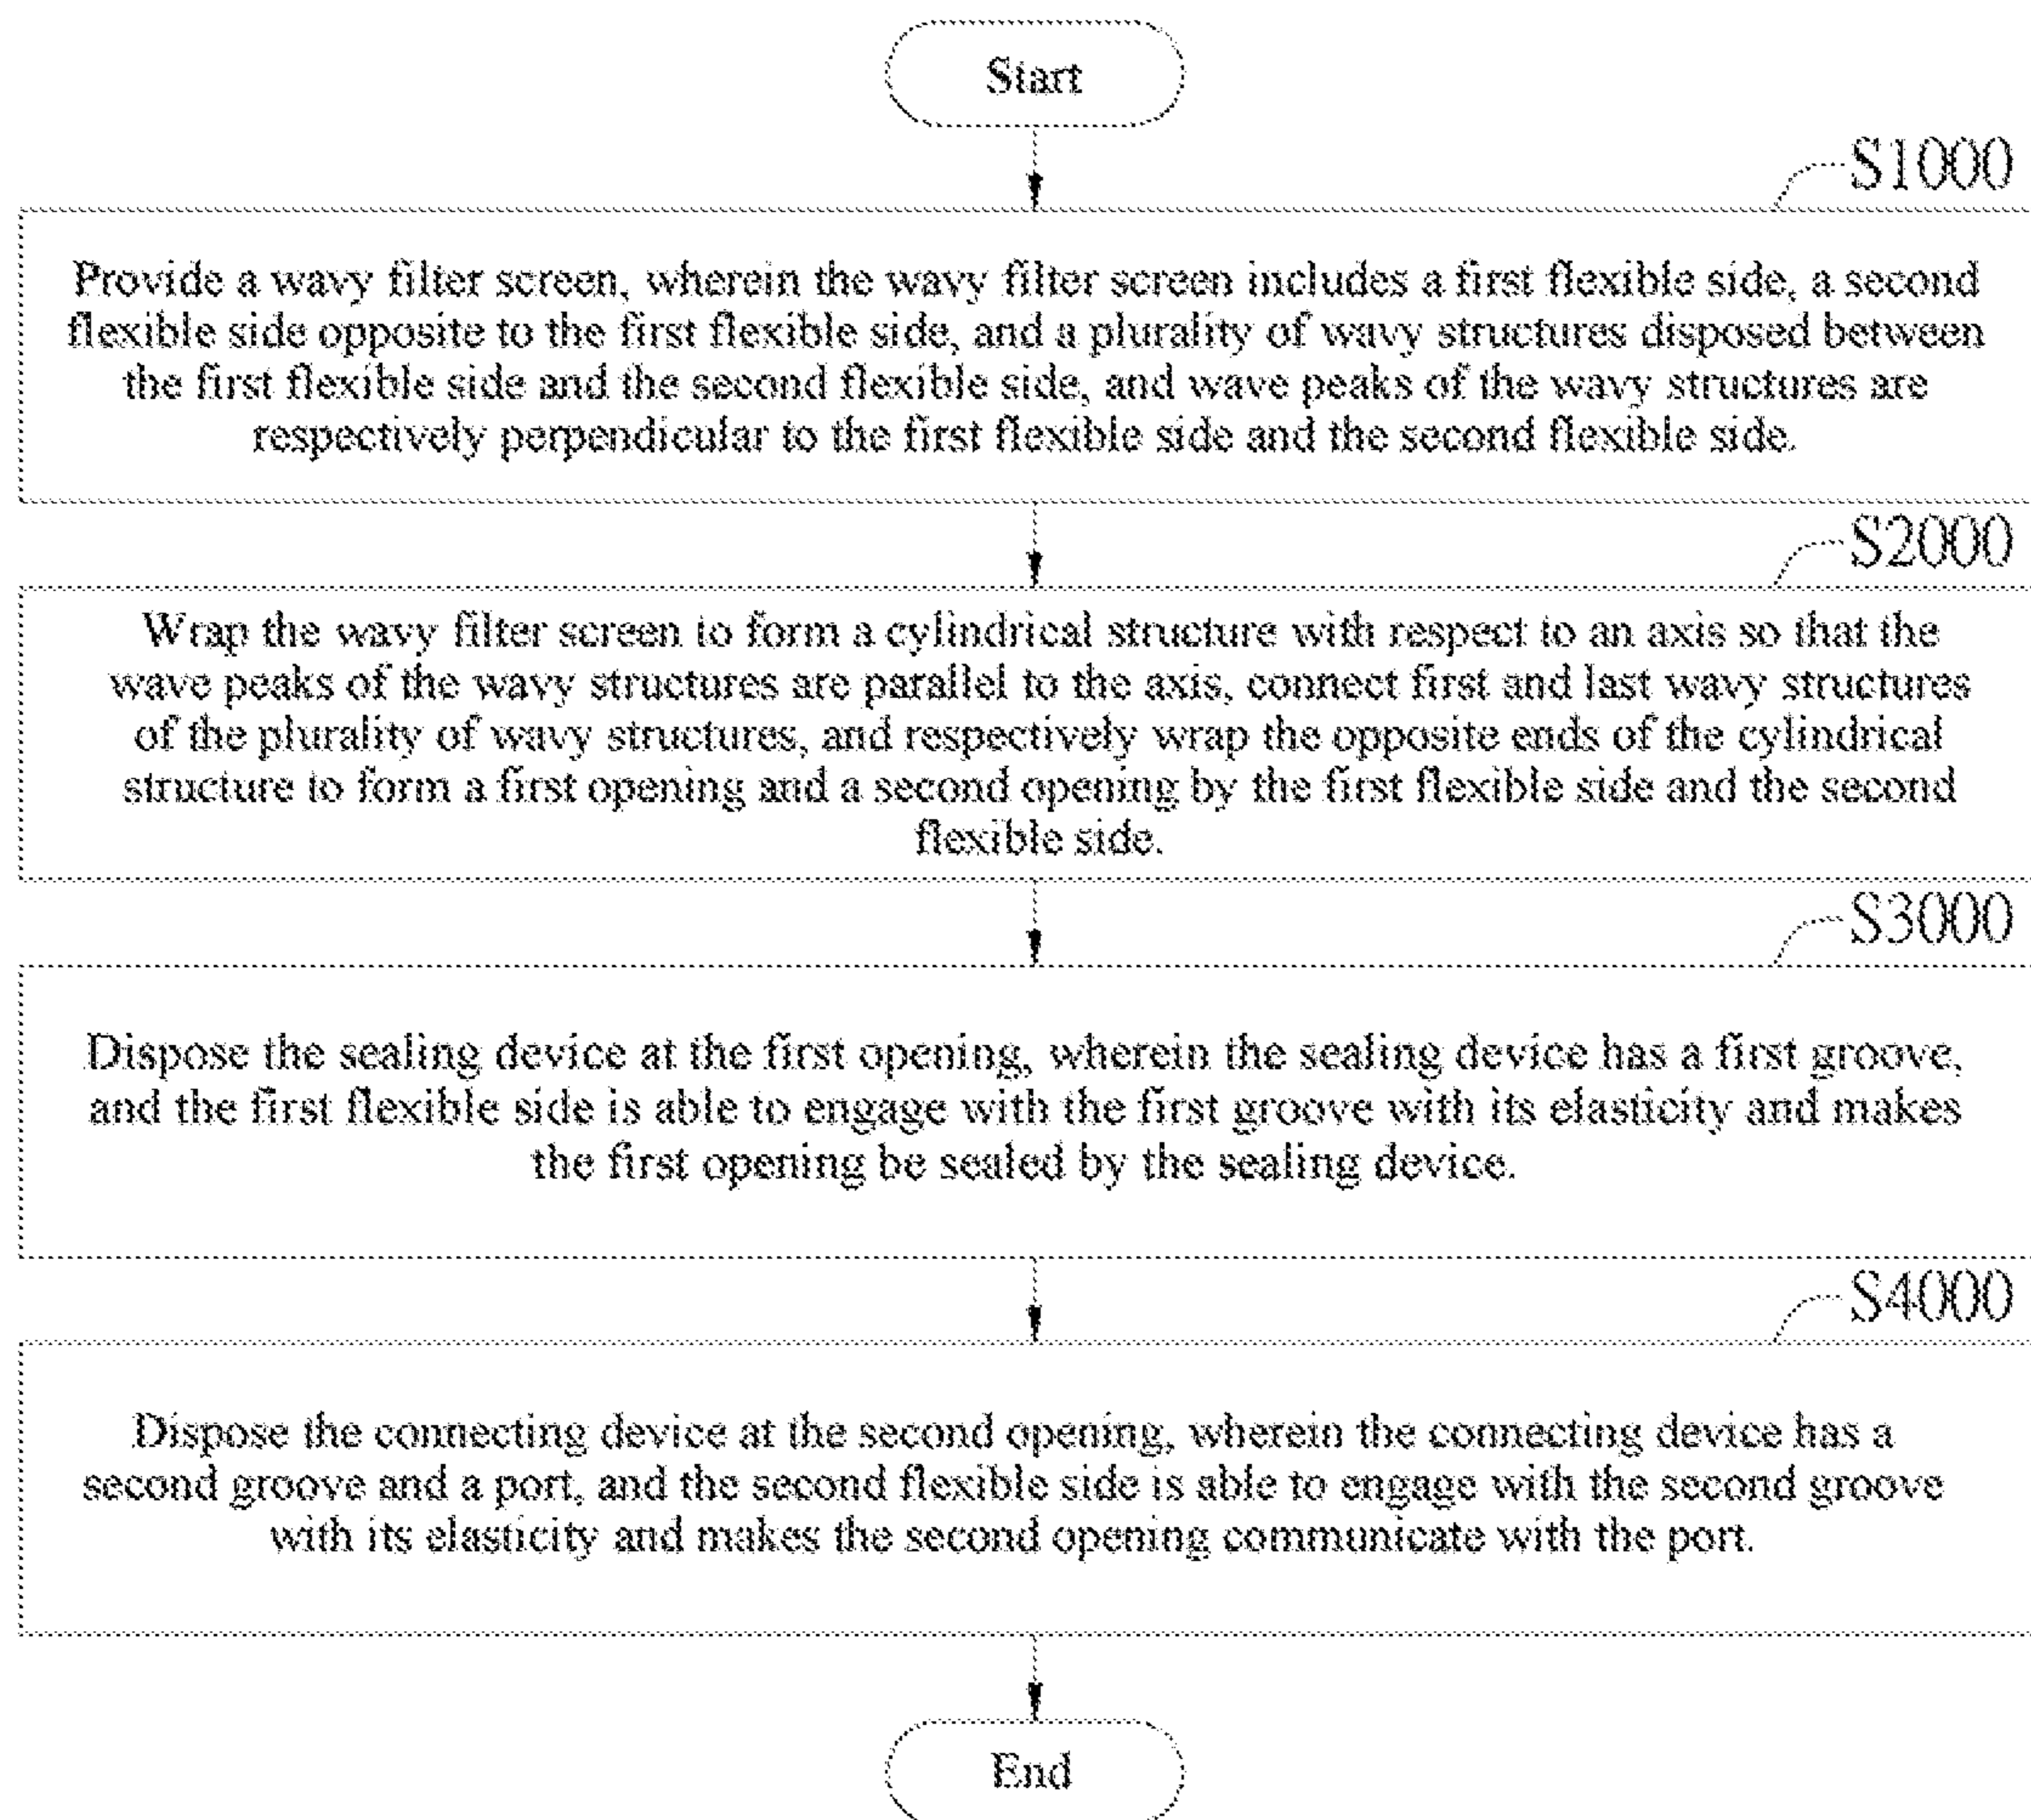 Start
S1000
Provide a wavy filter screen, wherein the wavy filter screen includes a first flexible side, a second
flexible side opposite to the first flexible side, and a plurality of wavy structures disposed between
the first flexible side and the second flexible side, and wave peaks of the wavy structures are
respectively perpendicular to the first flexible side and the second flexible side.
S2000
Wrap the wavy filter screen to form a cylindrical structure with respect to an axis so that the
wave peaks of the wavy structures are parallel to the axis, connect first and last wavy structures
of the plurality of wavy structures, and respectively wrap the opposite ends of the cylindrical
structure to form a first opening and a second opening by the first flexible side and the second
flexible side.
S3000
Dispose the sealing device at the first opening, wherein the sealing device has a first groove,
and the first flexible side is able to engage with the first groove with its elasticity and makes
the first opening be sealed by the sealing device.
S4000
Dispose the connecting device at the second opening, wherein the connecting device has a
second groove and a port, and the second flexible side is able to engage with the second groove
with its elasticity and makes the second opening communicate with the port.
End